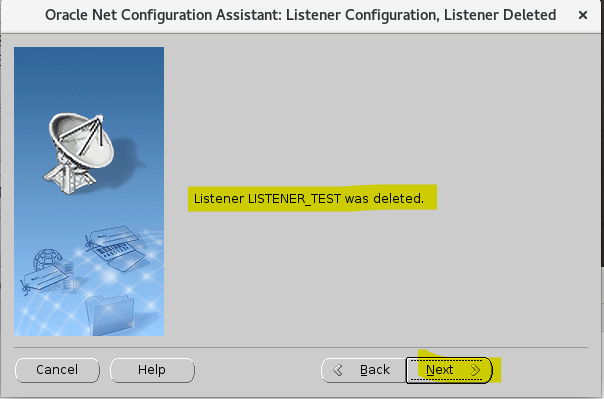 Oracle Net Configuration Assistant: Listener Configuration, Listener Deleted
Listener LISTENER_TEST was deleted.
Cancel
Help
Back
Next